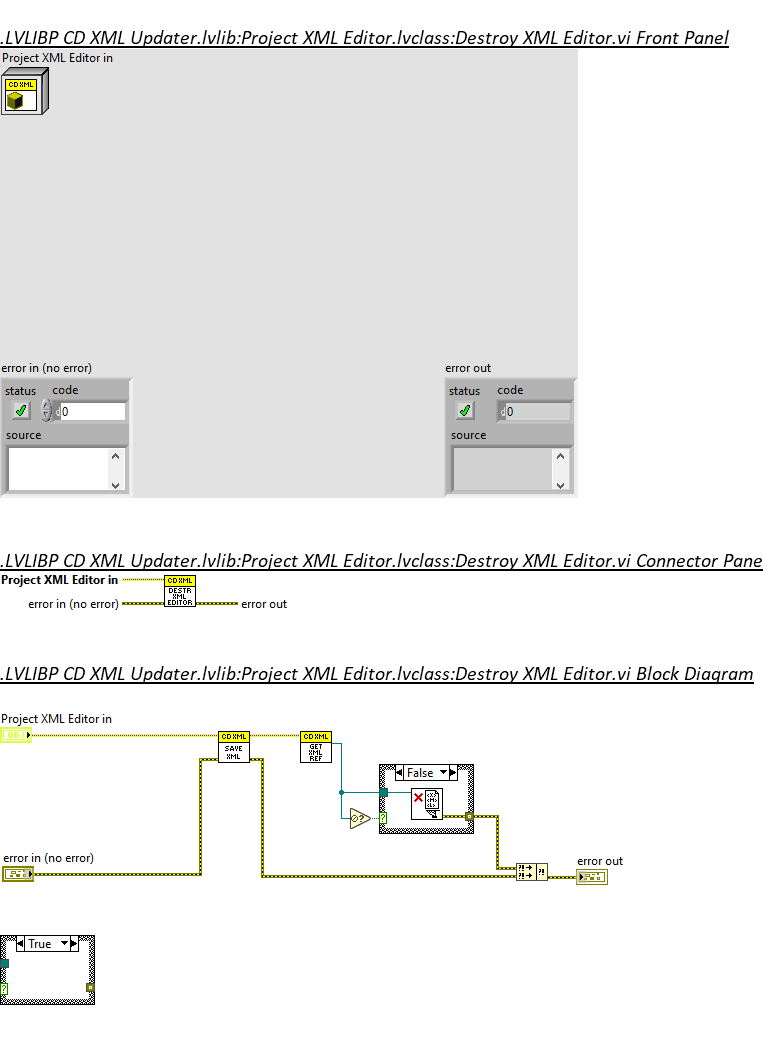 .LVLIBP CD XML Updater.lvlib:Project XML Editor.lvclass:Destroy XML Editor.vi Front Panel
Project XML Editor in
CD XML
error in (no error)
error out
status code
status code
d 0
d 0
source
source
.LVLIBP CD XML Updater.lvlib:Project XML Editor.lvclass:Destroy XML Editor.vi Connector Pane
Project XML Editor in
CD XML
DESTR
XML
EDITOR
error in (no error)
error out
.LVLIBP CD XML Updater.lvlib:Project XML Editor.lvclass:Destroy XML Editor.vi Block Diagram
Project XML Editor in
CD XML
SAVE
XML
CD XML
GET
XML
REF
False
<X>
<M>
<L>
?
?
?!
?!
?!
error in (no error)
error out
True
?